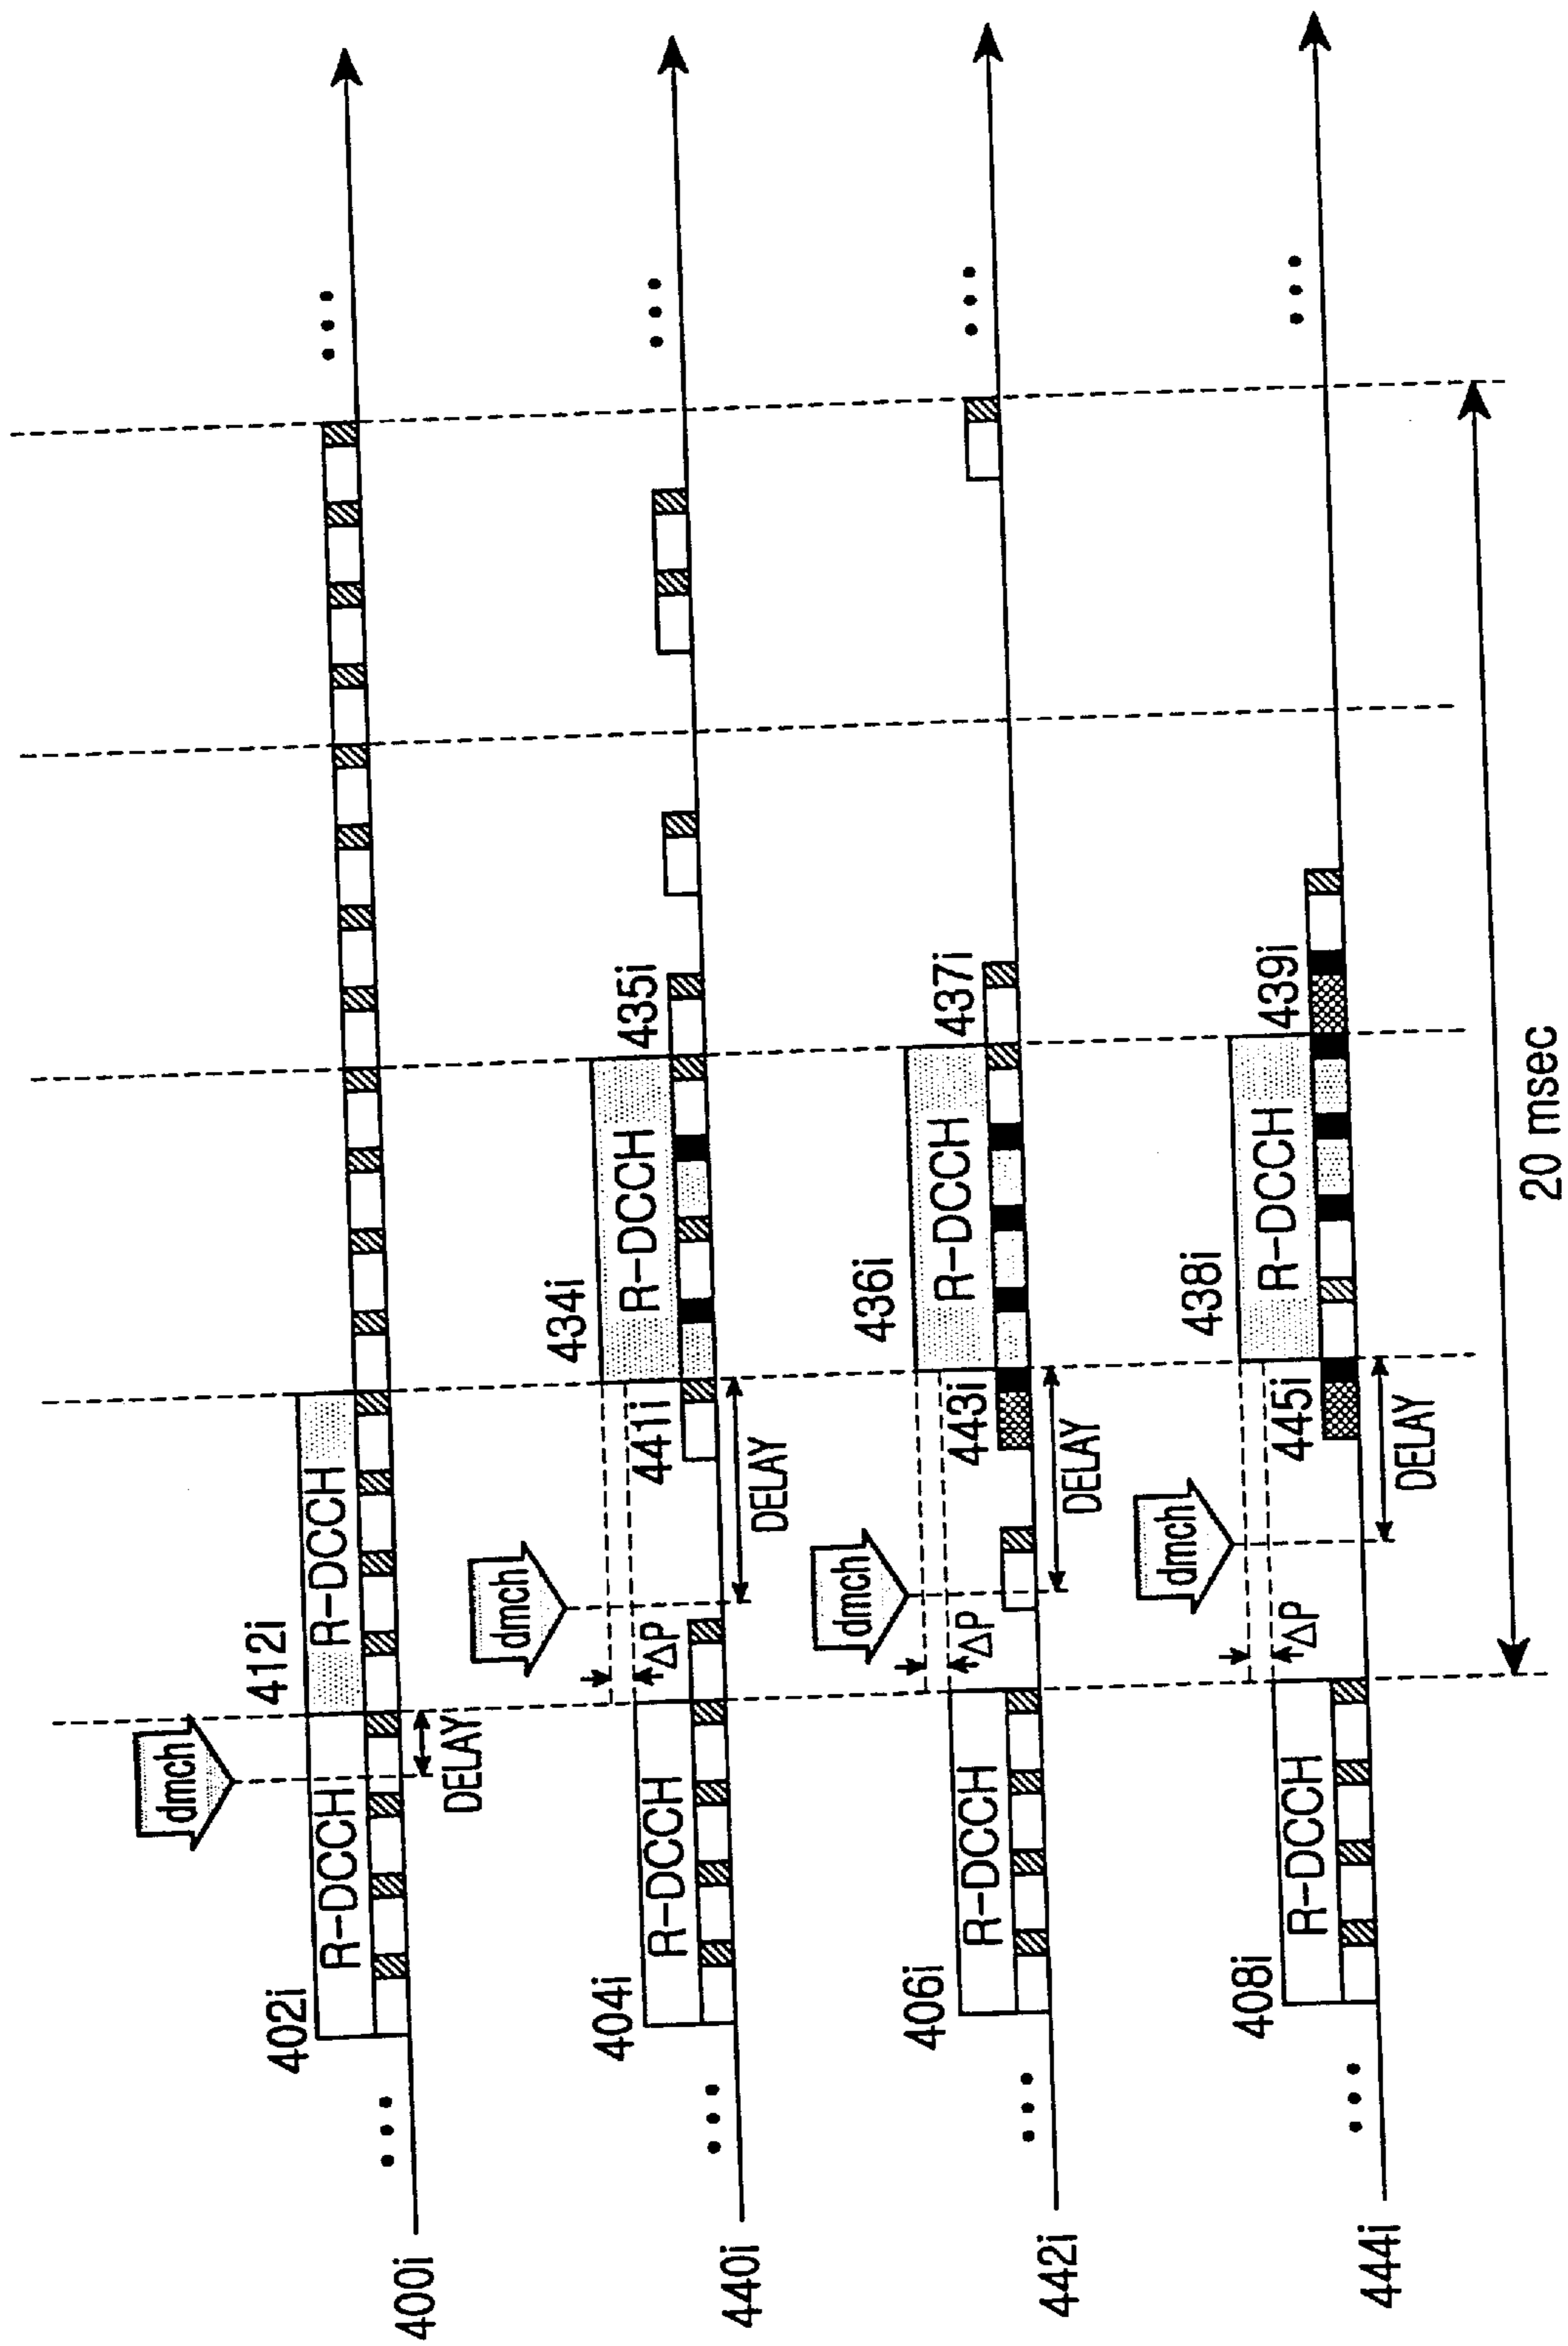 400i
402i
R-DCCH
dmch
DELAY
412i
R-DCCH
440i
404i
R-DCCH
dmch
ΔP
DELAY
441i
434i
R-DCCH
435i
442i
406i
R-DCCH
dmch
ΔP
DELAY
443i
436i
R-DCCH
437i
444i
408i
R-DCCH
dmch
ΔP
DELAY
445i
438i
R-DCCH
439i
20 msec